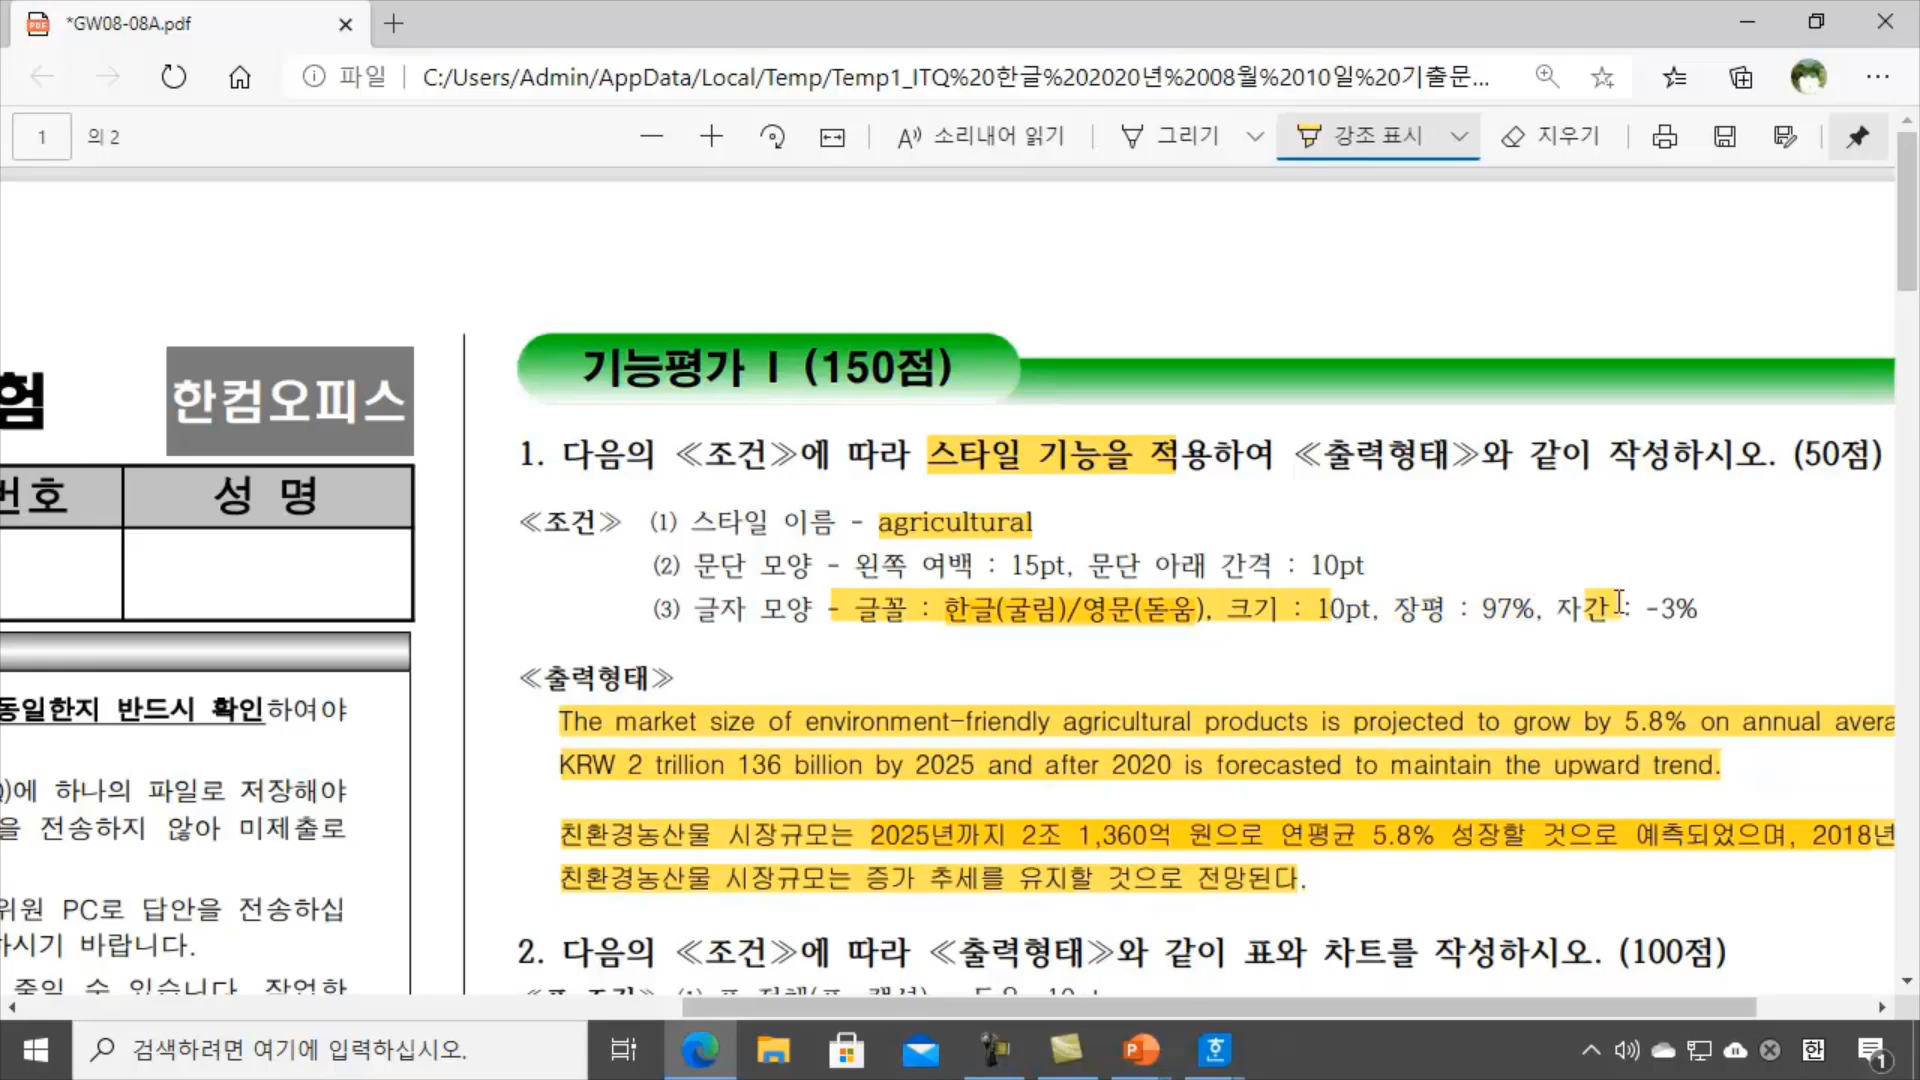 *GW08-08A.pdf
파일
C:/Users/Admin/AppData/Local/Temp/Temp1_ITQ%20한글%202020년%2008월%2010일%20기출문...
1
의 2
소리내어 읽기
그리기
강조 표시
지우기
험
한컴오피스
번호
성 명
동일한지 반드시 확인하여야
)에 하나의 파일로 저장해야
을 전송하지 않아 미제출로
위원 PC로 답안을 전송하십
하시기 바랍니다.
줄일 수 있습니다. 작업한
기능평가 Ⅰ (150점)
1. 다음의 ≪조건≫에 따라 스타일 기능을 적용하여 ≪출력형태≫와 같이 작성하시오. (50점)
≪조건≫ (1) 스타일 이름 - agricultural
(2) 문단 모양 - 왼쪽 여백 : 15pt, 문단 아래 간격 : 10pt
(3) 글자 모양 - 글꼴 : 한글(굴림)/영문(돋움), 크기 : 10pt, 장평 : 97%, 자간 : -3%
≪출력형태≫
The market size of environment-friendly agricultural products is projected to grow by 5.8% on annual avera
KRW 2 trillion 136 billion by 2025 and after 2020 is forecasted to maintain the upward trend.
친환경농산물 시장규모는 2025년까지 2조 1,360억 원으로 연평균 5.8% 성장할 것으로 예측되었으며, 2018년
친환경농산물 시장규모는 증가 추세를 유지할 것으로 전망된다.
2. 다음의 ≪조건≫에 따라 ≪출력형태≫와 같이 표와 차트를 작성하시오. (100점)
검색하려면 여기에 입력하십시오.
한
1